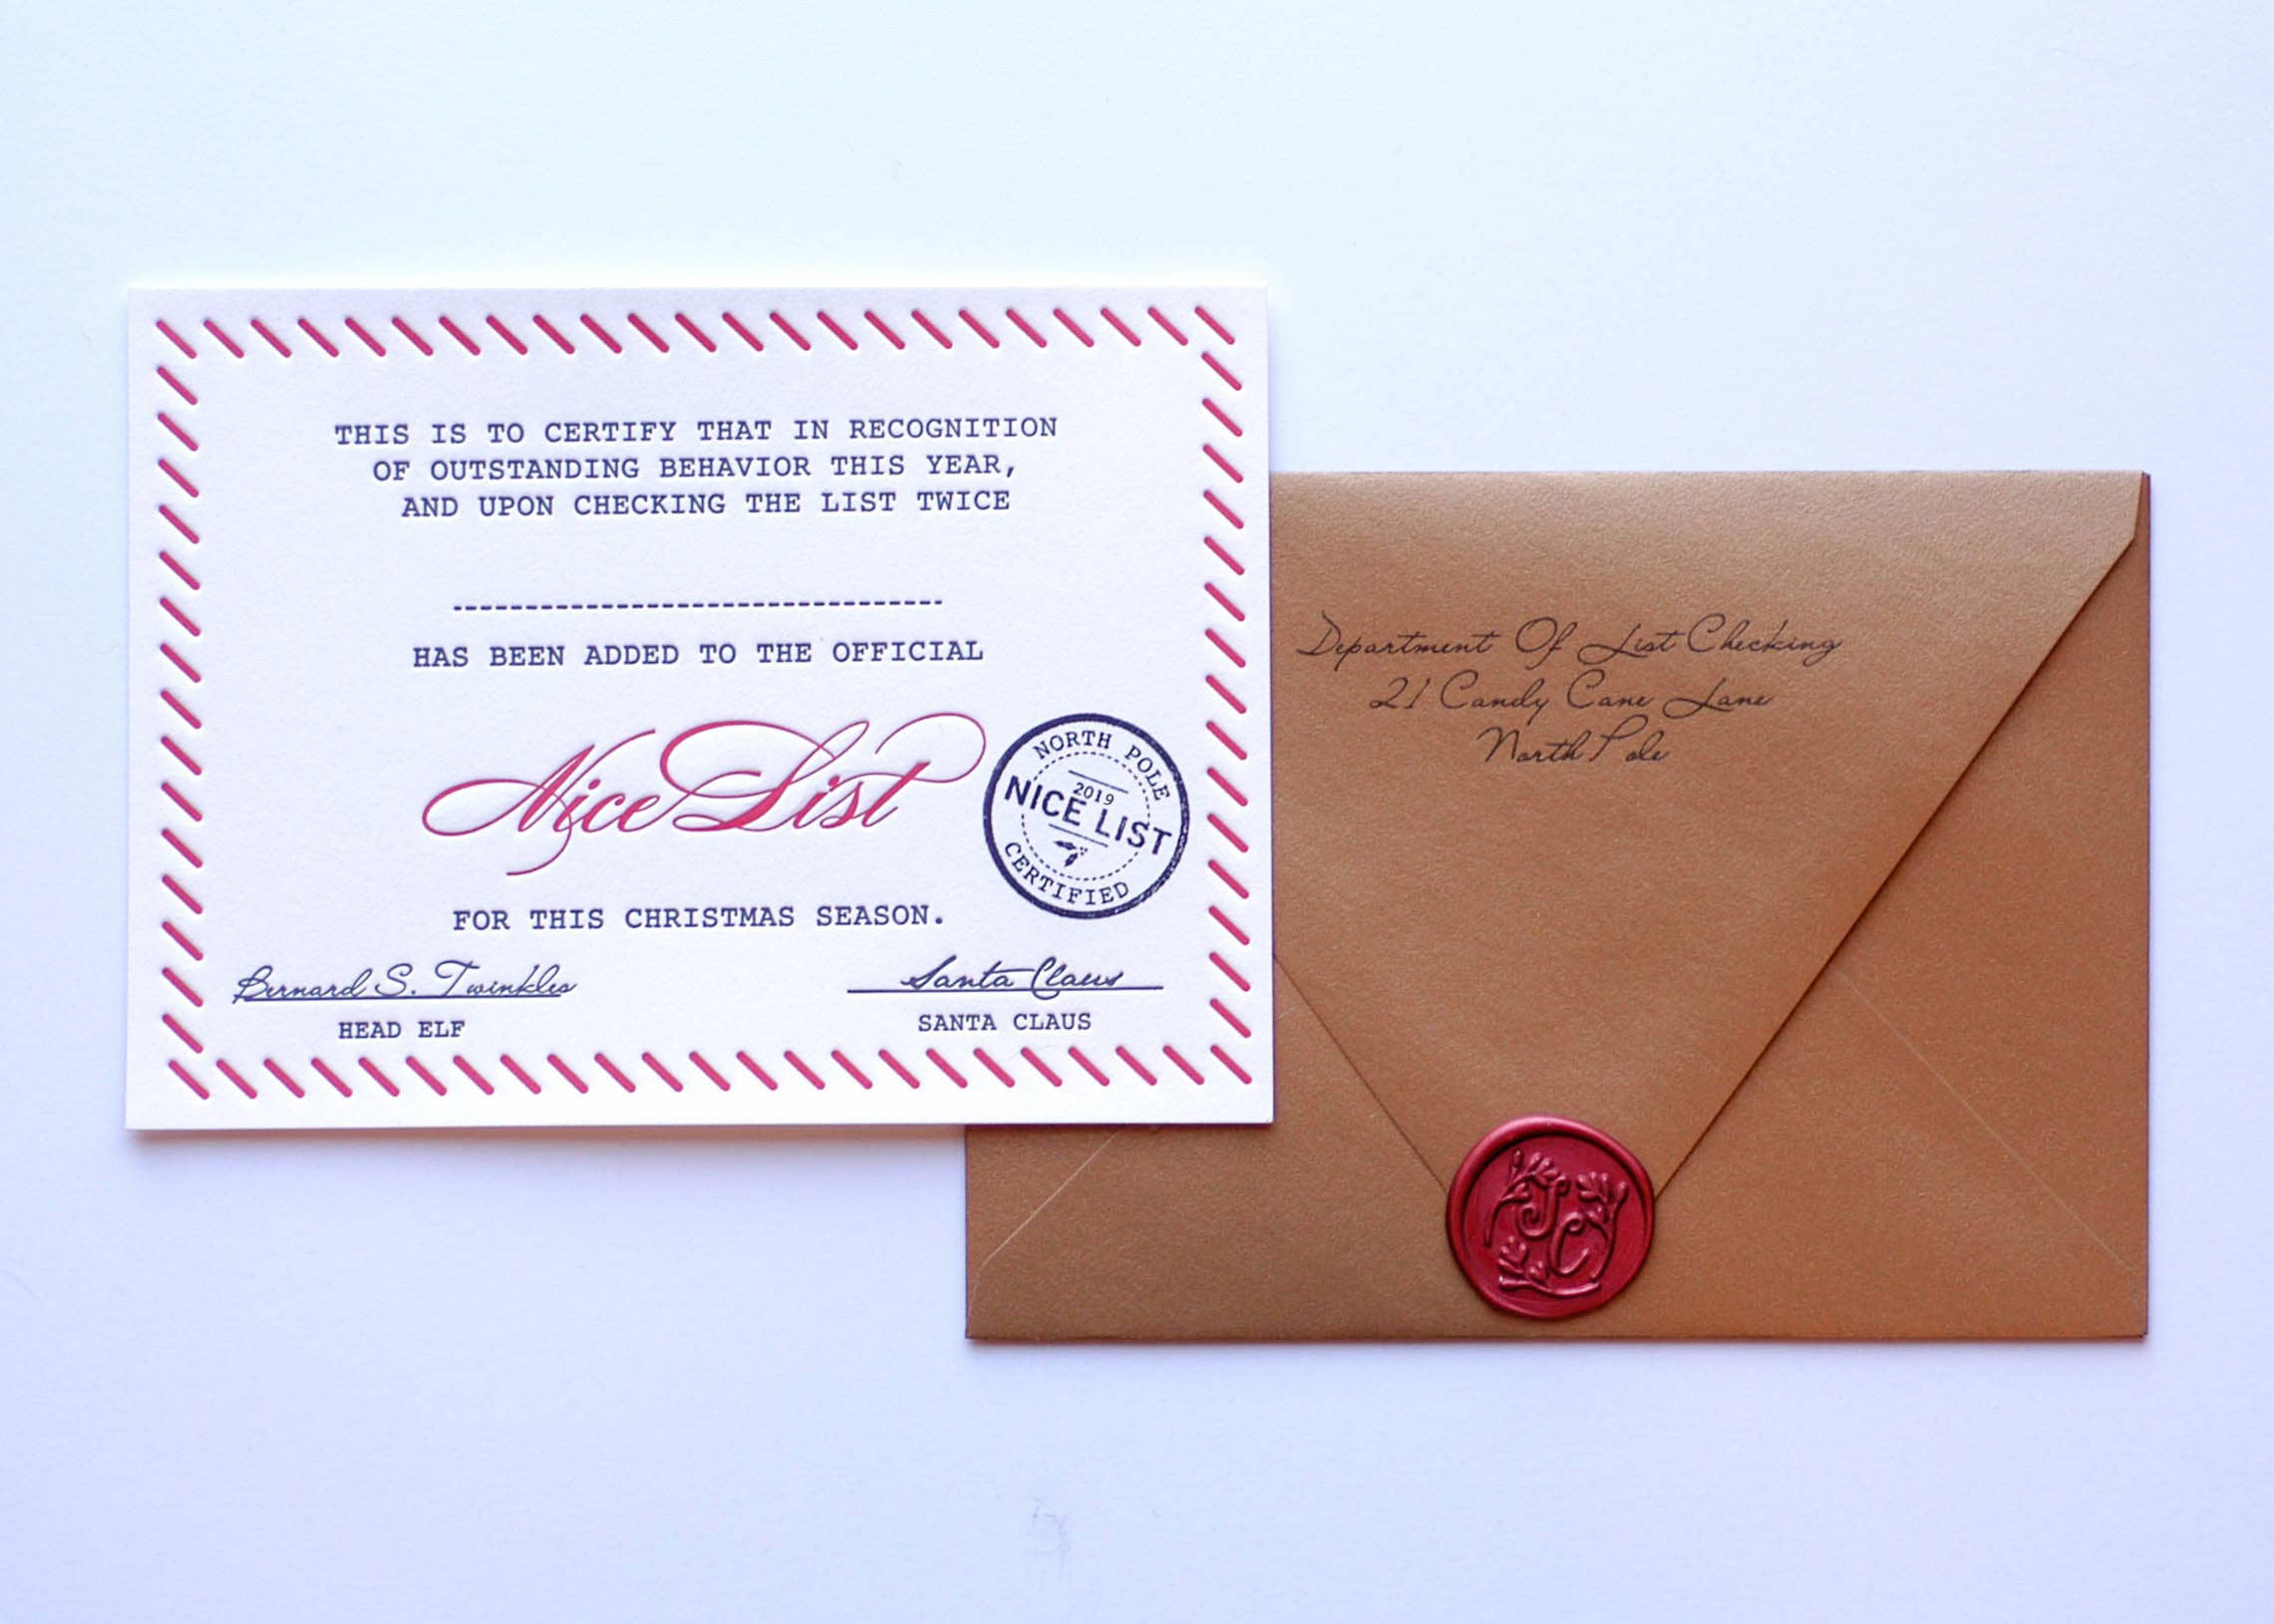 THIS IS TO CERTIFY THAT IN RECOGNITION
OF OUTSTANDING BEHAVIOR THIS YEAR,
AND UPON CHECKING THE LIST TWICE
HAS BEEN ADDED TO THE OFFICIAL
Nice List
NORTH POLE
2019
NICE LIST
CERTIFIED
FOR THIS CHRISTMAS SEASON.
Bernard S. Twinkles
HEAD ELF
Santa Claus
SANTA CLAUS
Department Of List Checking
21 Candy Cane Lane
North Pole
SC